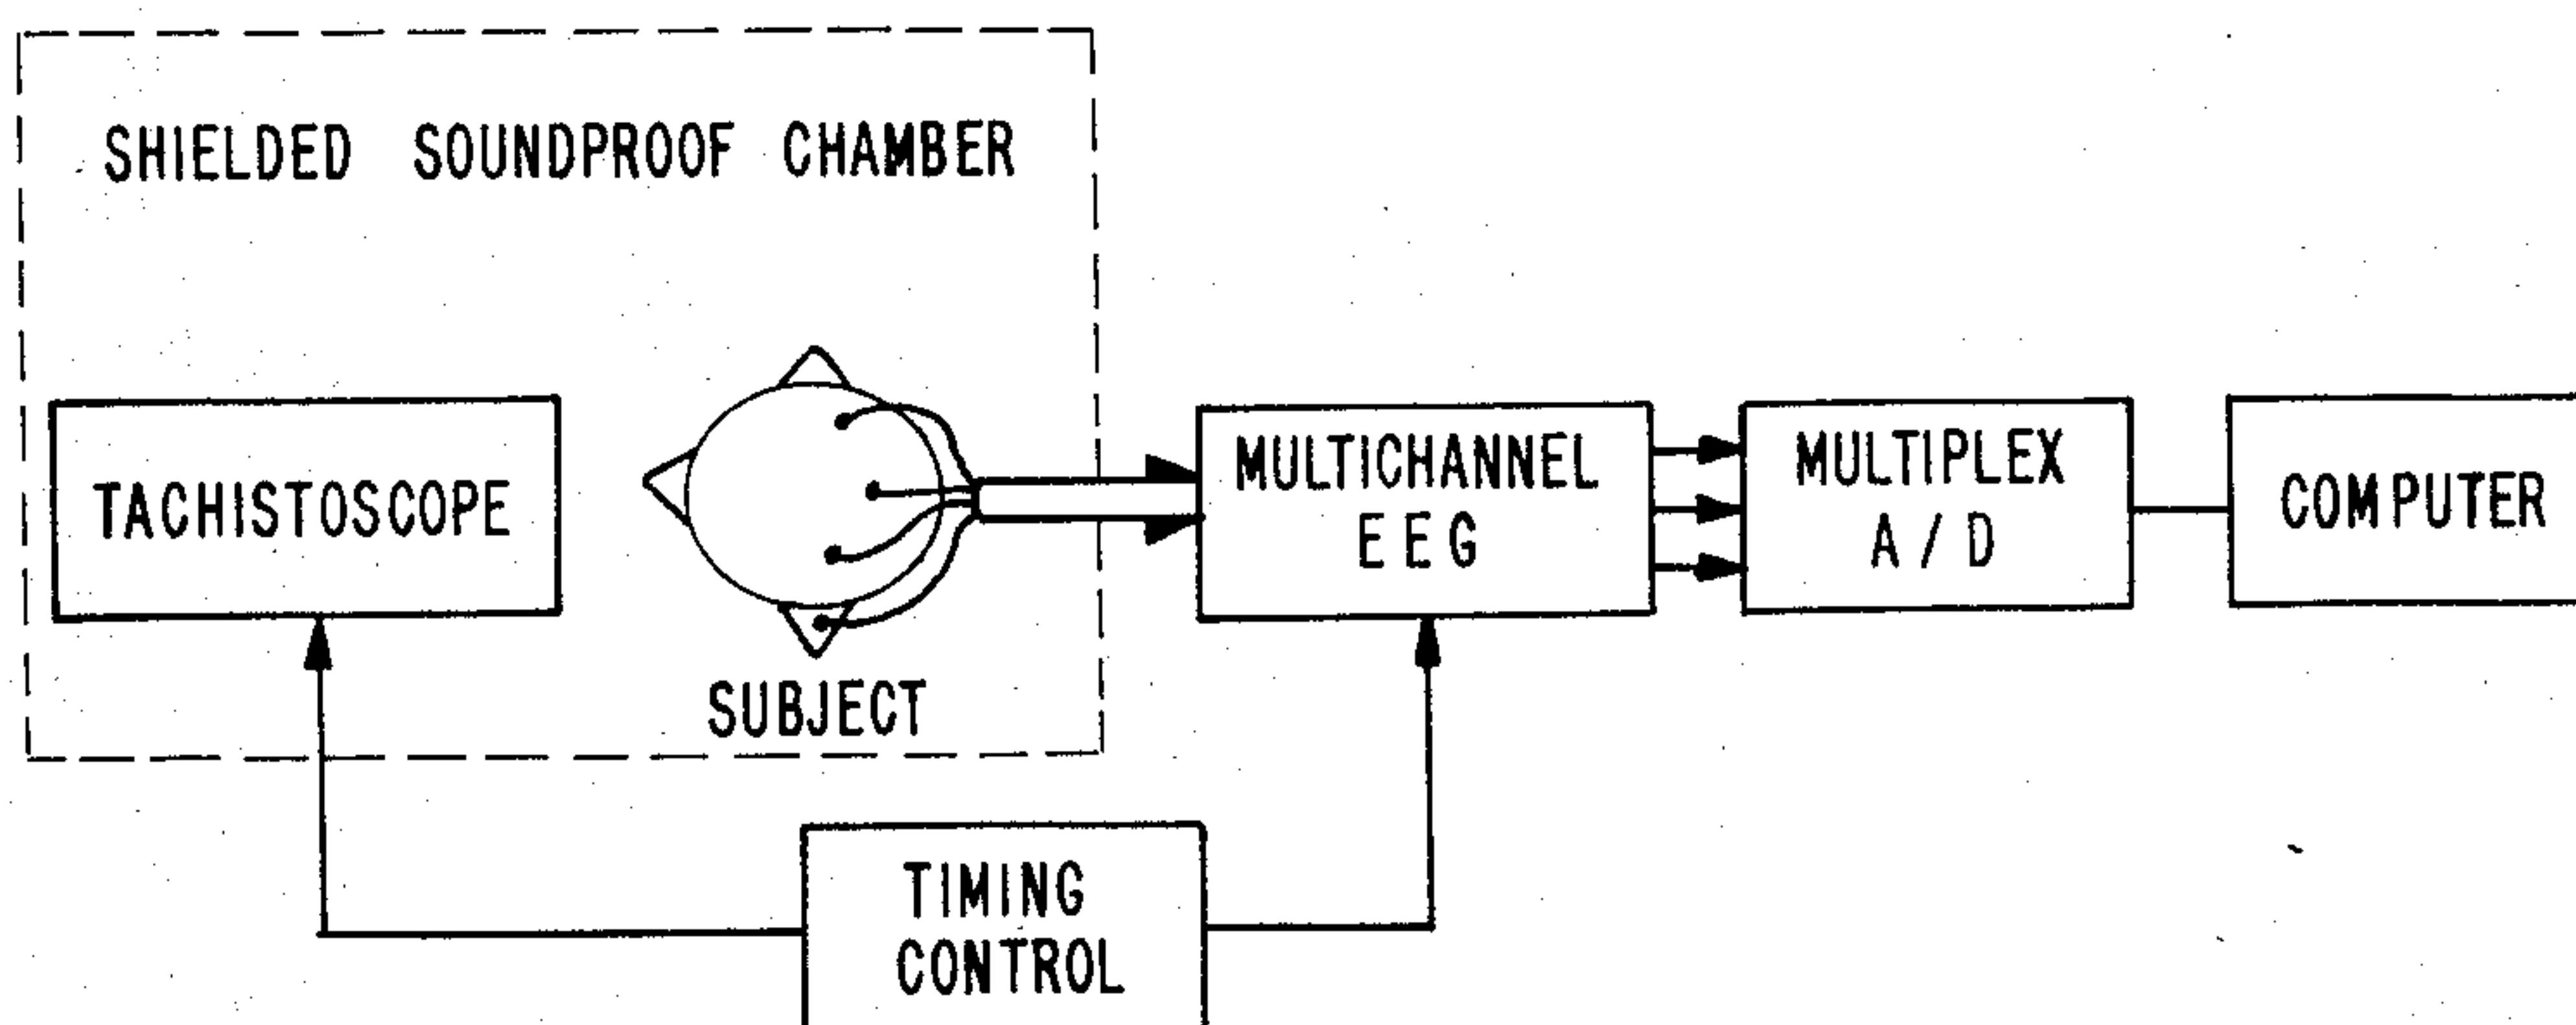 SHIELDED SOUNDPROOF CHAMBER
TACHISTOSCOPE
SUBJECT
MULTICHANNEL
EEG
MULTIPLEX
A/D
COMPUTER
TIMING
CONTROL